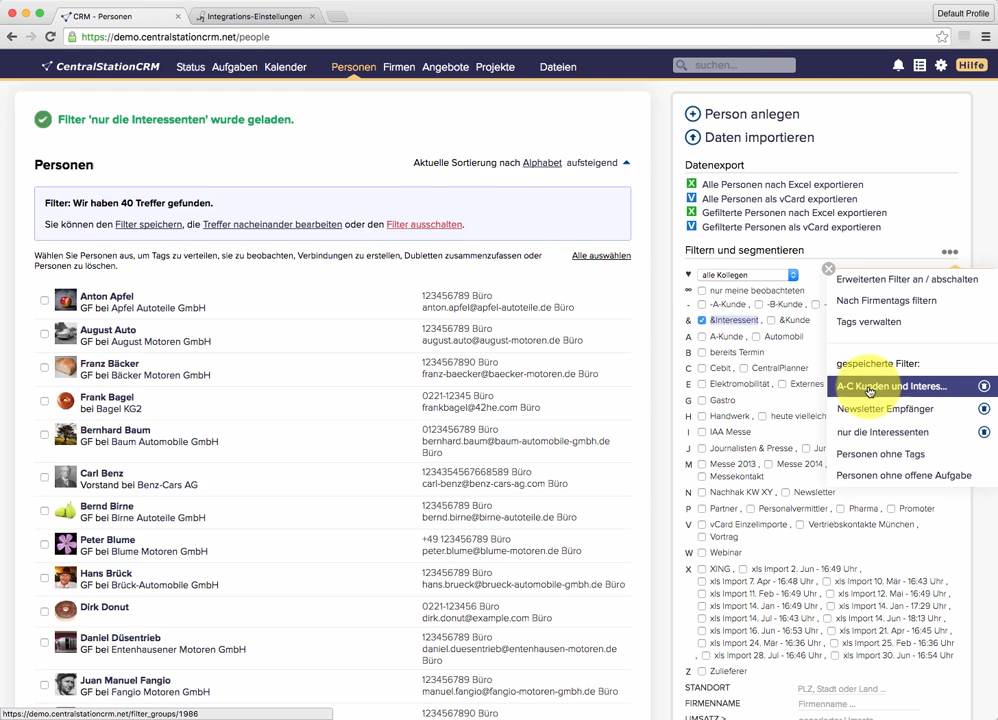 CRM - Personen
Integrations-Einstellungen
Default Profile
https://demo.centralstationcrm.net/people
CentralStationCRM
Status Aufgaben Kalender Personen Firmen Angebote Projekte Dateien
suchen...
Hilfe
Filter 'nur die Interessenten' wurde geladen.
Personen
Aktuelle Sortierung nach Alphabet aufsteigend
Filter: Wir haben 40 Treffer gefunden.
Sie können den Filter speichern, die Treffer nacheinander bearbeiten oder den Filter ausschalten.
Wählen Sie Personen aus, um Tags zu verteilen, sie zu beobachten, Verbindungen zu erstellen, Dubletten zusammenzufassen oder
Personen zu löschen.
Alle auswählen
Anton Apfel
GF bei Apfel Autoteile GmbH
123456789 Büro
anton.apfel@apfel-autoteile.de Büro
August Auto
GF bei August Motoren GmbH
123456789 Büro
august.auto@august-motoren.de Büro
Franz Bäcker
GF bei Bäcker Motoren GmbH
1234567890 Büro
franz-baecker@baecker-motoren.de Büro
Frank Bagel
bei Bagel KG2
0221-12345 Büro
frankbagel@42he.com Büro
Bernhard Baum
GF bei Baum Automobile GmbH
0123456789 Büro
bernhard.baum@baum-automobile-gmbh.de
Büro
Carl Benz
Vorstand bei Benz-Cars AG
1234234567668589 Büro
carl-benz@benz-cars-ag.com Büro
Bernd Birne
GF bei Birne Autoteile GmbH
123456789 Büro
bernd.birne@birne-autoteile.de Büro
Peter Blume
GF bei Blume Motoren GmbH
+49 123456789 Büro
peter.blume@blume-motoren.de Büro
Hans Brück
GF bei Brück-Automobile GmbH
123456789 Büro
hans.brueck@brueck-automobile-gmbh.de Büro
Dirk Donut
0221-123456 Büro
dirk.donut@example.com Büro
Daniel Düsentrieb
GF bei Entenhausener Motoren GmbH
123456789 Büro
daniel.duesentrieb@entenhausen-motoren.de
Büro
Juan Manuel Fangio
GF bei Fangio Motoren GmbH
123456789 Büro
manuel.fangio@fangio-motoren-gmbh.de Büro
1234567890 Büro
https://demo.centralstationcrm.net/filter_groups/1986
Person anlegen
Daten importieren
Datenexport
Alle Personen nach Excel exportieren
Alle Personen als vCard exportieren
Gefilterte Personen nach Excel exportieren
Gefilterte Personen als vCard exportieren
Filtern und segmentieren
alle Kollegen
nur meine beobachteten
- -A-Kunde , -B-Kunde ,
& &Interessent , &Kunde
A A-Kunde , Automobil
B bereits Termin
C Cebit , CentralPlanner
E Elektromobilität , Externes
G Gastro
H Handwerk , heute vielleich
I IAA Messe
J Journalisten & Presse ,
M Messe 2013 , Messe 2014 ,
Messekontakt
N Nachhak KW XY , Newsletter
P Partner , Personalvermittler , Pharma , Promoter
V vCard Einzelimporte , Vertriebskontakte München ,
Vortrag
W Webinar
X XING , xls Import 2. Jun - 16:49 Uhr ,
xls Import 7. Apr - 16:48 Uhr , xls Import 10. Mär - 16:43 Uhr ,
xls Import 11. Feb - 16:49 Uhr , xls Import 12. Mai - 16:49 Uhr ,
xls Import 14. Jan - 16:49 Uhr , xls Import 14. Jan - 17:29 Uhr ,
xls Import 14. Jul - 16:43 Uhr , xls Import 14. Jun - 18:13 Uhr ,
xls Import 16. Jun - 16:53 Uhr , xls Import 21. Apr - 16:45 Uhr ,
xls Import 24. Mär - 16:36 Uhr , xls Import 25. Feb - 16:36 Uhr
, xls Import 28. Jul - 16:46 Uhr , xls Import 30. Jun - 16:54 Uhr
Z Zulieferer
STANDORT PLZ, Stadt oder Land ...
FIRMENNAME Firmenname ...
Erweiterten Filter an / abschalten
Nach Firmentags filtern
Tags verwalten
gespeicherte Filter:
A-C Kunden und Interes...
Newsletter Empfänger
nur die Interessenten
Personen ohne Tags
Personen ohne offene Aufgabe